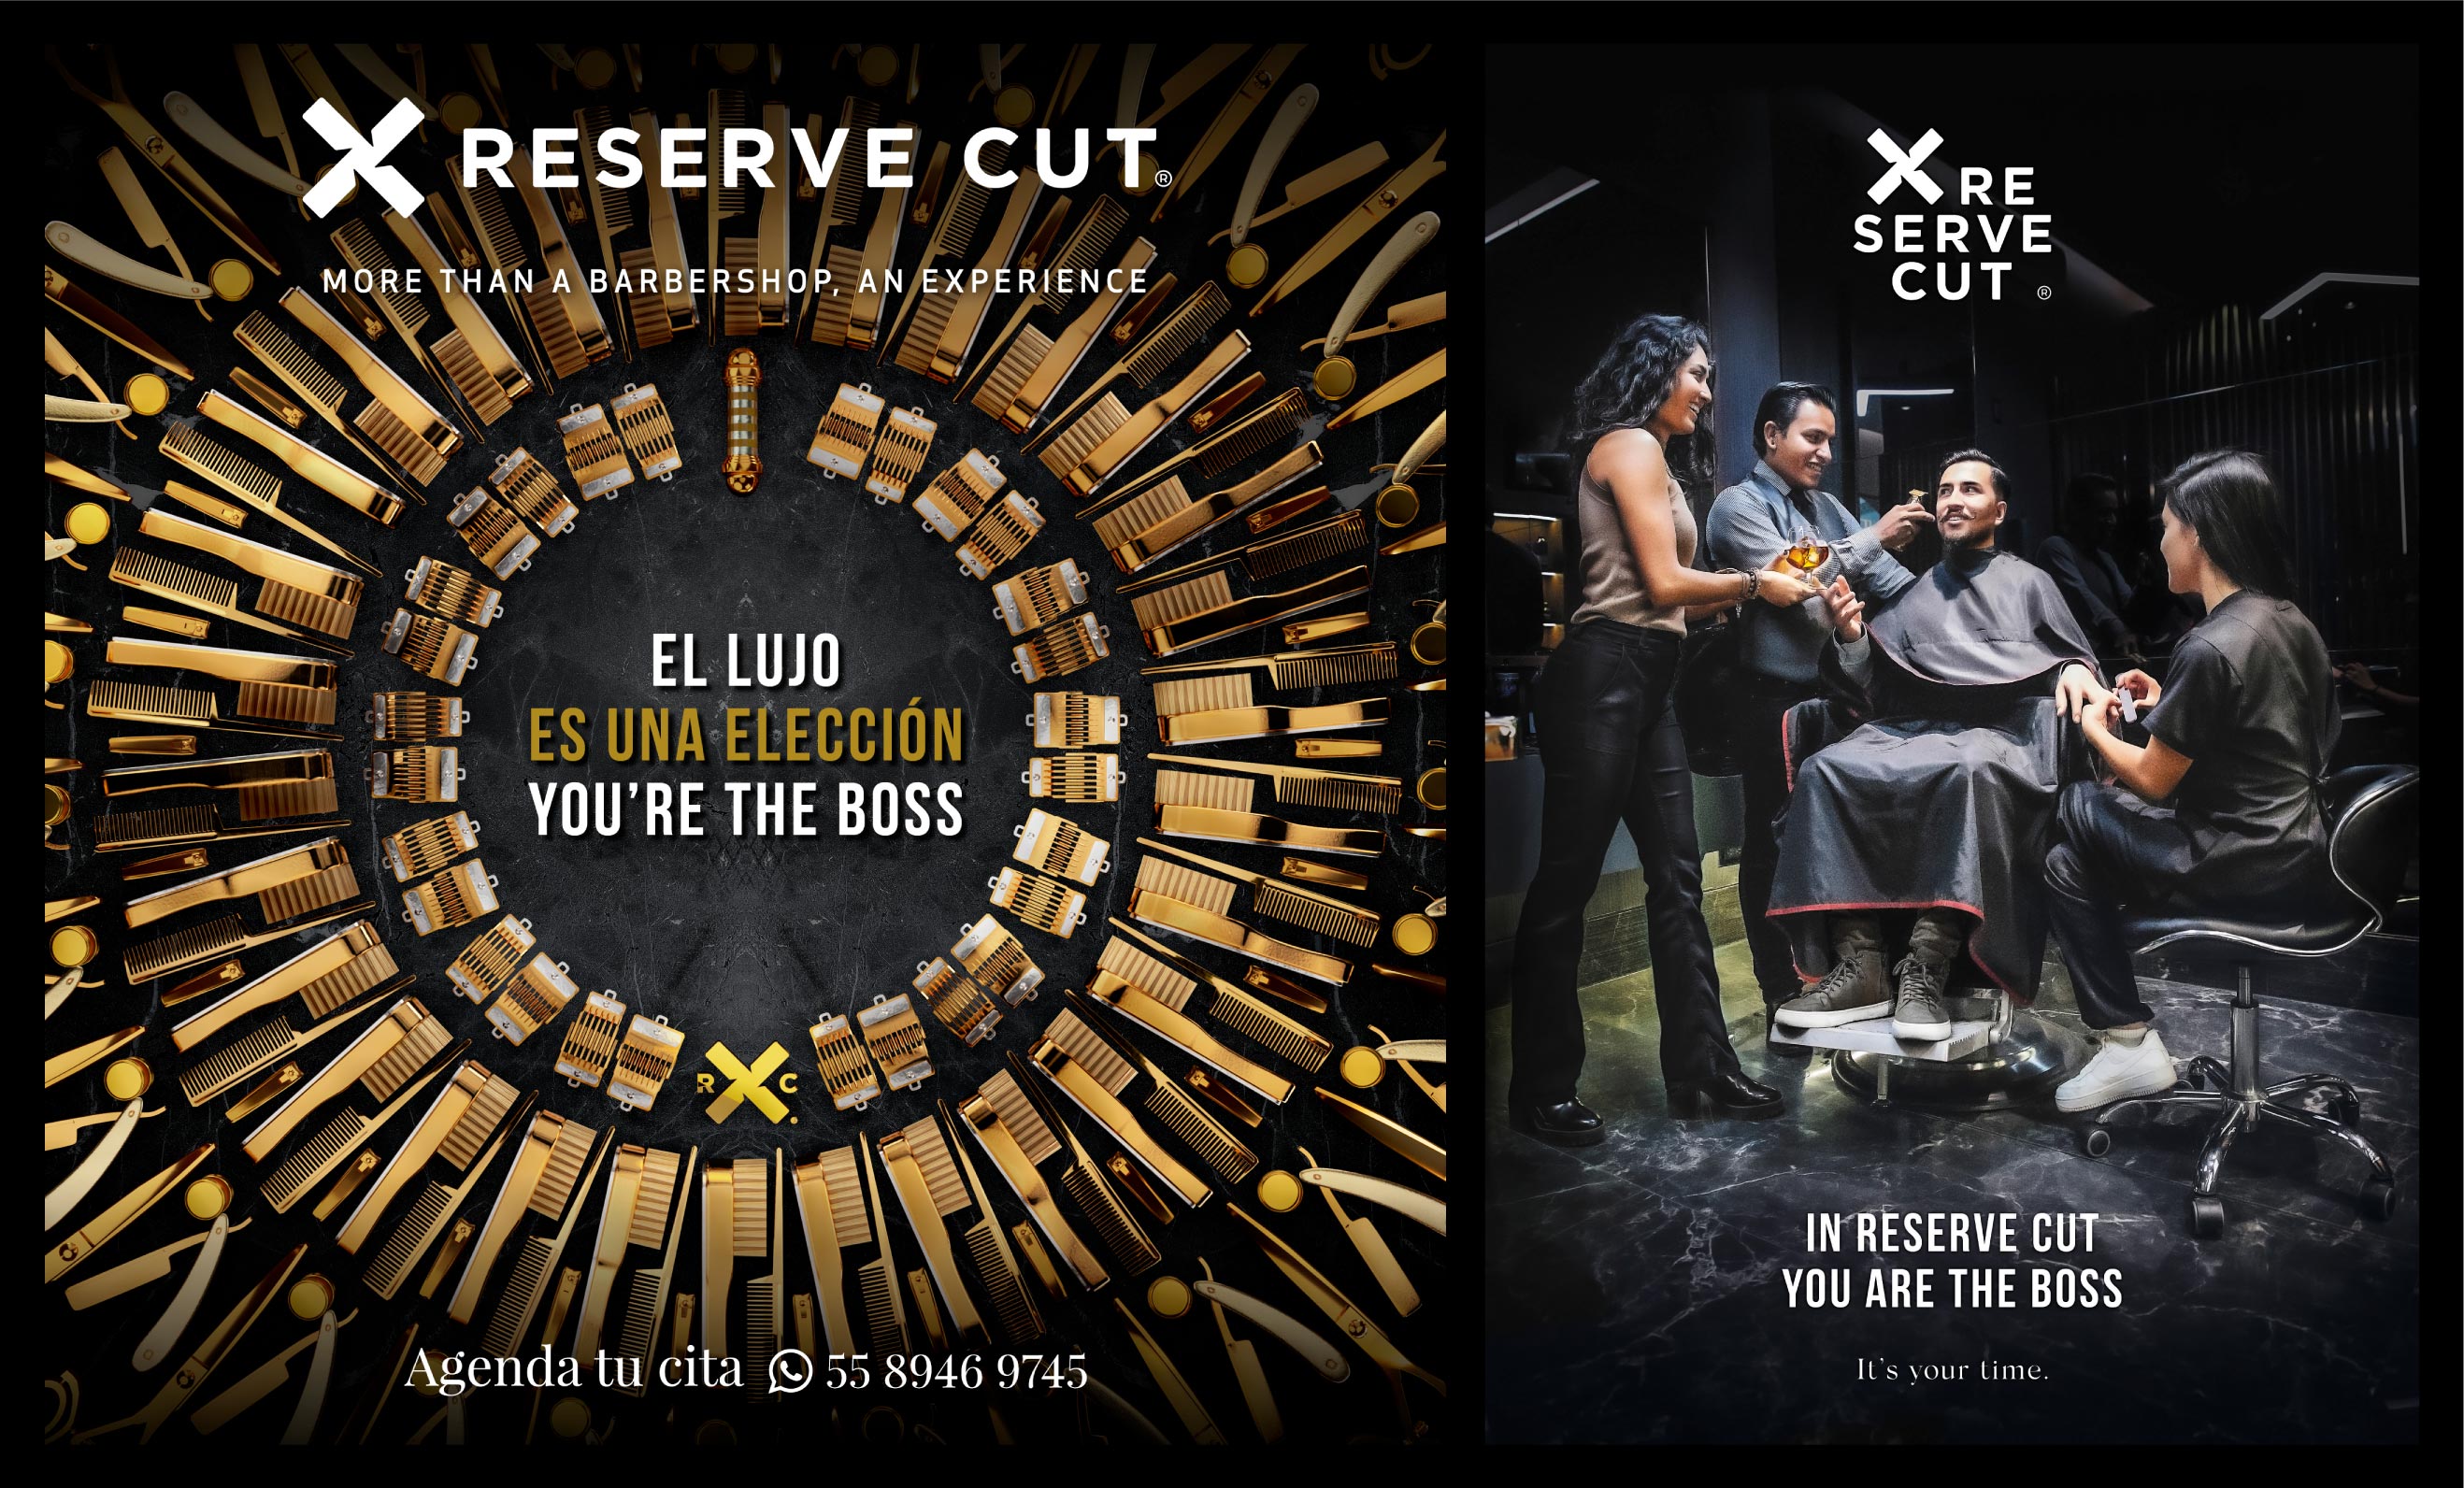 RESERVE CUT®
MORE THAN A BARBERSHOP, AN EXPERIENCE
EL LUJO
ES UNA ELECCIÓN
YOU'RE THE BOSS
R C
Agenda tu cita 55 8946 9745
RE
SERVE
CUT ®
IN RESERVE CUT
YOU ARE THE BOSS
It's your time.